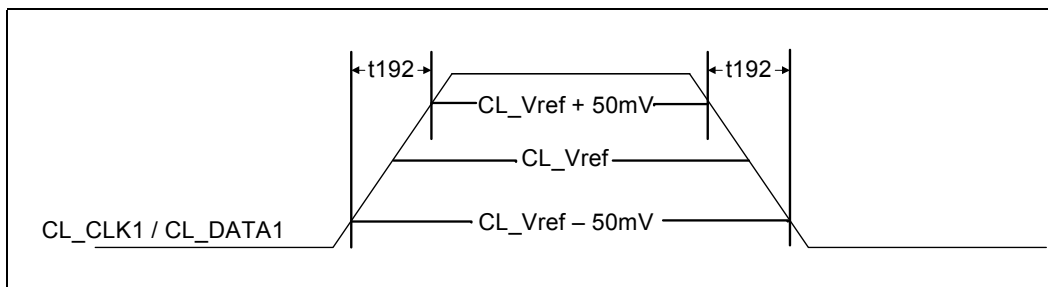 t192 t192
CL_Vref + 50mV
CL_Vref
CL_Vref – 50mV
CL_CLK1 / CL_DATA1